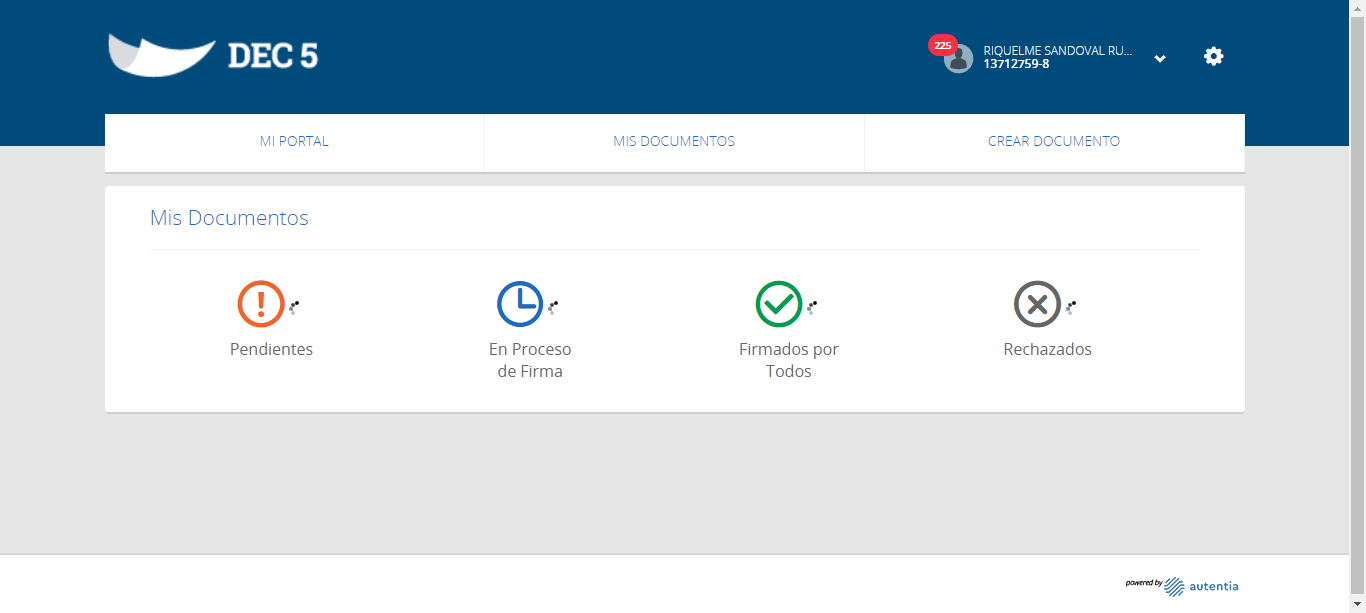 DEC 5
225
RIQUELME SANDOVAL RU...
13712759-8
MI PORTAL
MIS DOCUMENTOS
CREAR DOCUMENTO
Mis Documentos
Pendientes
En Proceso
de Firma
Firmados por
Todos
Rechazados
powered by
autentia